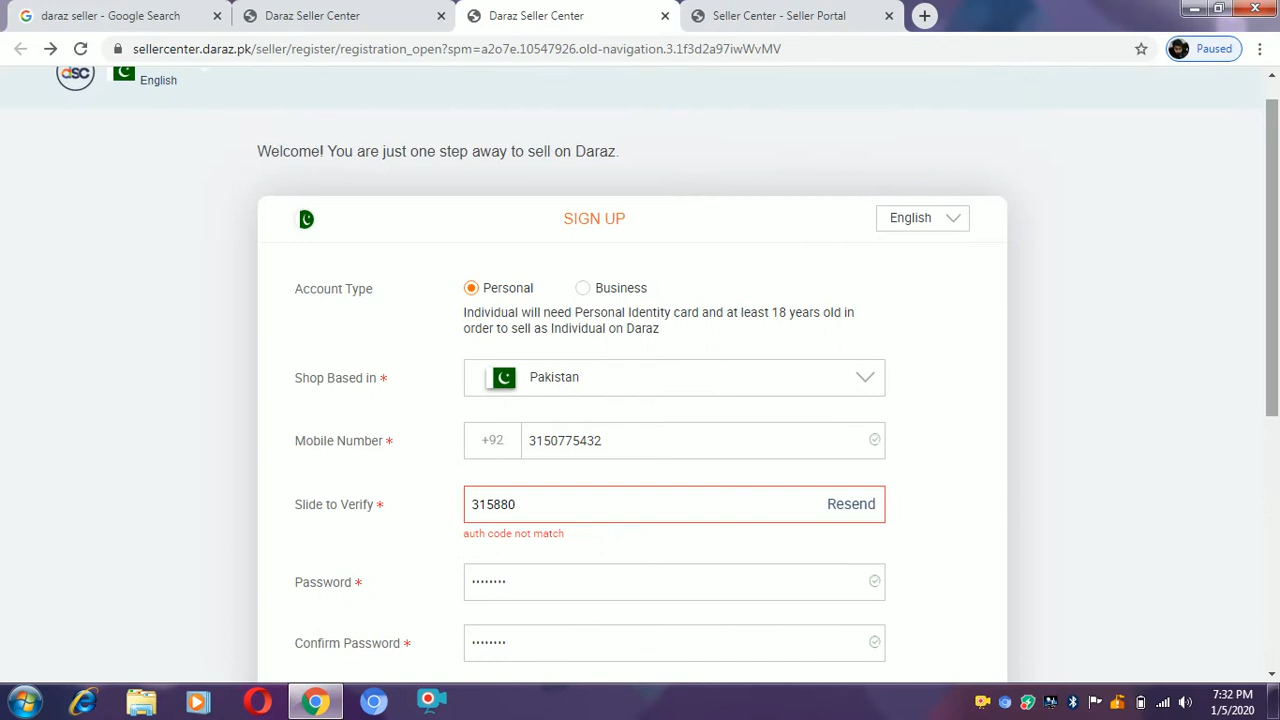 daraz seller - Google Search
Daraz Seller Center
Daraz Seller Center
Seller Center - Seller Portal
sellercenter.daraz.pk/seller/register/registration_open?spm=a2o7e.10547926.old-navigation.3.1f3d2a97iwWvMV
Paused
dsc
English
Welcome! You are just one step away to sell on Daraz.
SIGN UP
English
Account Type
Personal
Business
Individual will need Personal Identity card and at least 18 years old in
order to sell as Individual on Daraz
Shop Based in *
Pakistan
Mobile Number *
+92
3150775432
Slide to Verify *
315880
Resend
auth code not match
Password *
••••••••
Confirm Password *
••••••••
7:32 PM
1/5/2020